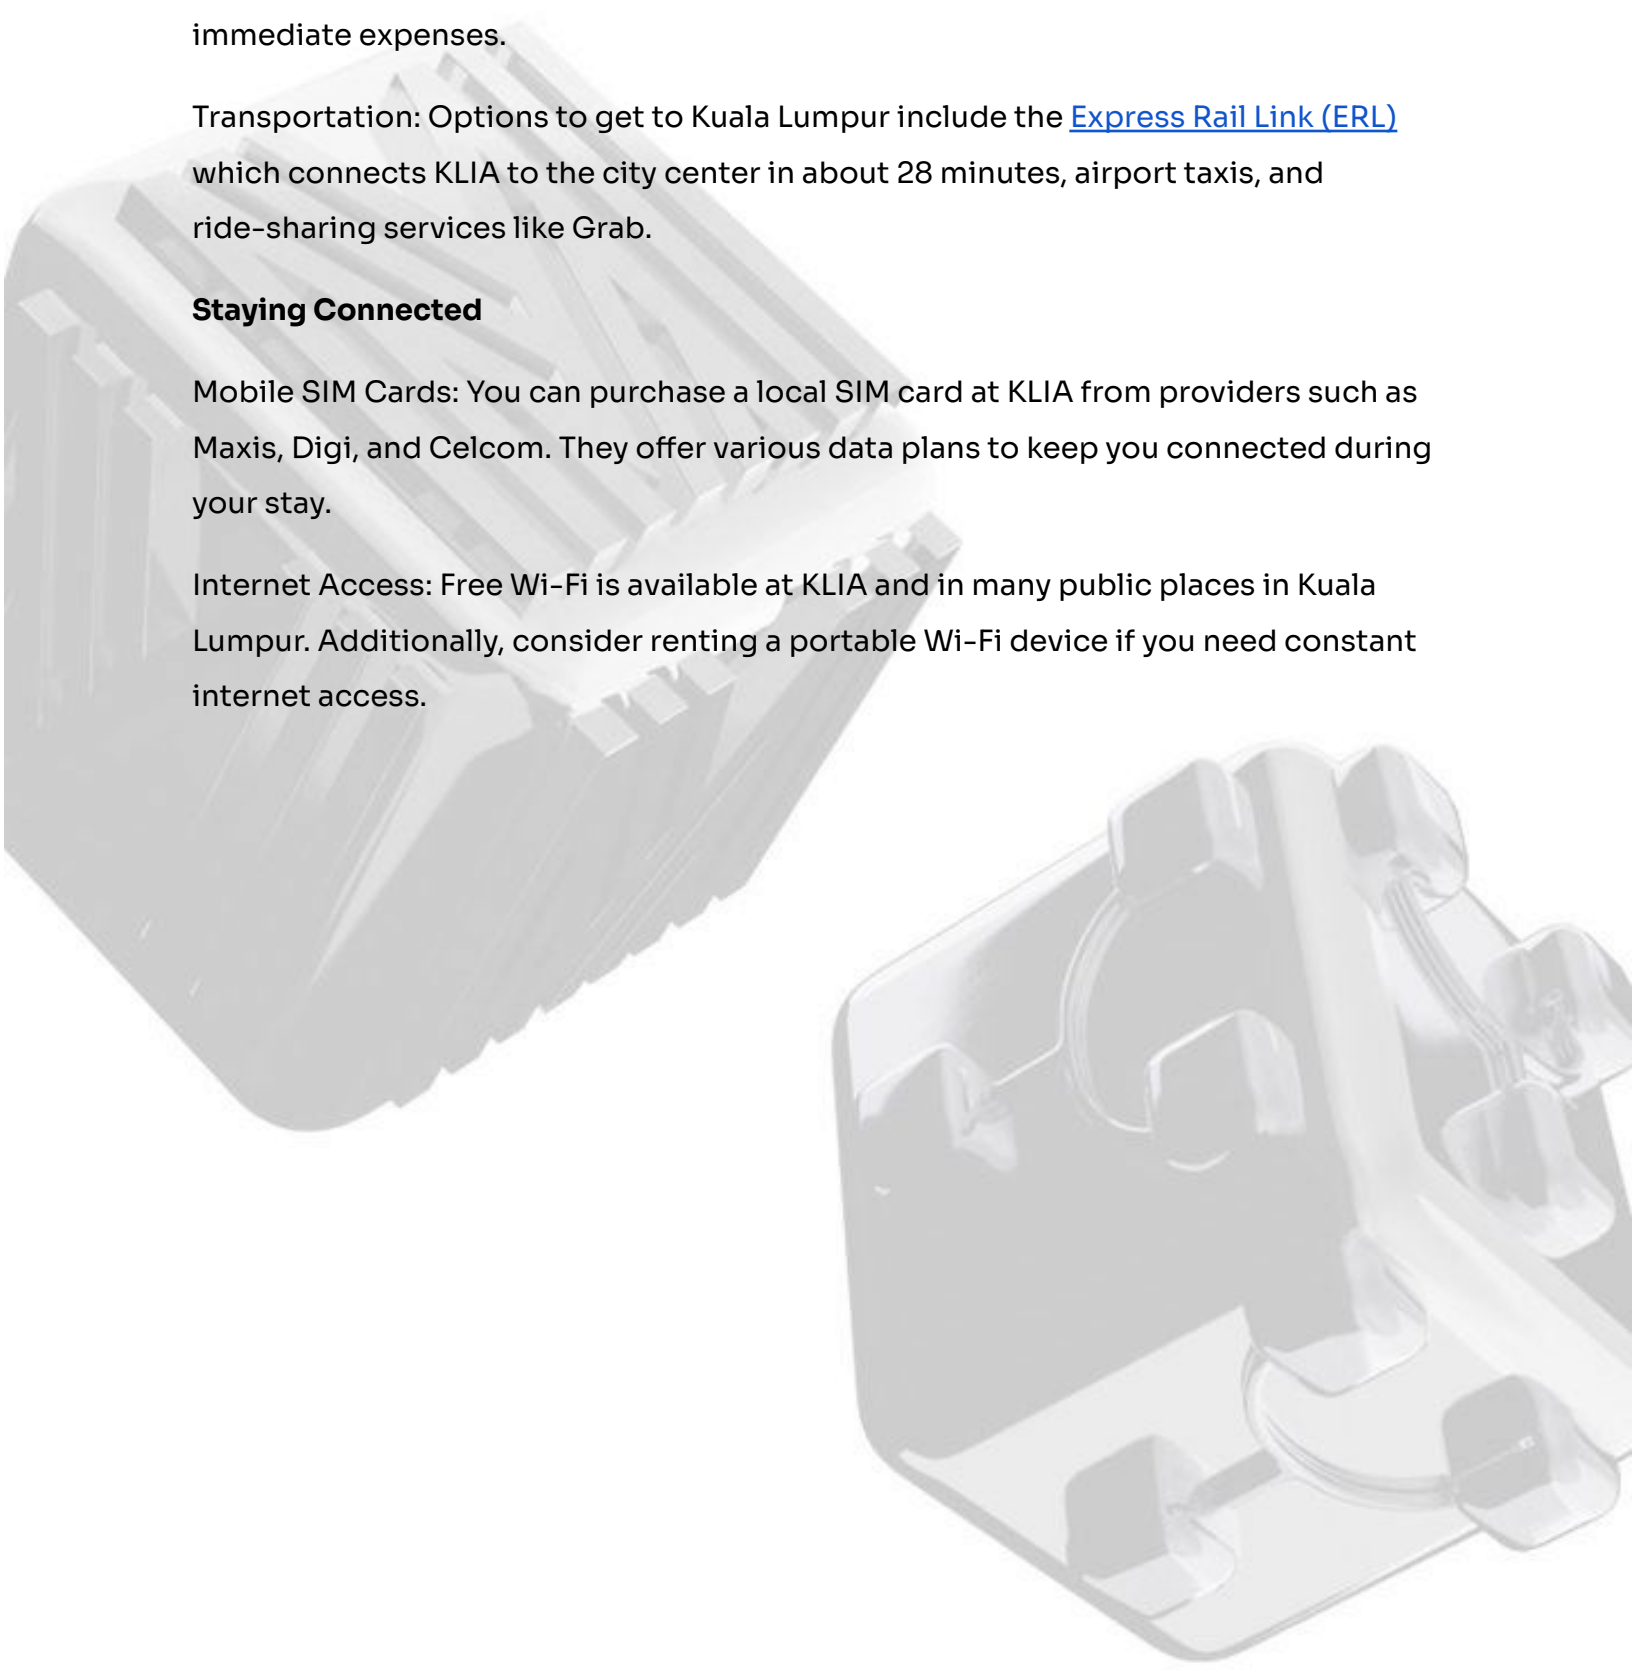 immediate expenses.
Transportation: Options to get to Kuala Lumpur include the Express Rail Link (ERL)
which connects KLIA to the city center in about 28 minutes, airport taxis, and
ride-sharing services like Grab.
Staying Connected
Mobile SIM Cards: You can purchase a local SIM card at KLIA from providers such as
Maxis, Digi, and Celcom. They offer various data plans to keep you connected during
your stay.
Internet Access: Free Wi-Fi is available at KLIA and in many public places in Kuala
Lumpur. Additionally, consider renting a portable Wi-Fi device if you need constant
internet access.